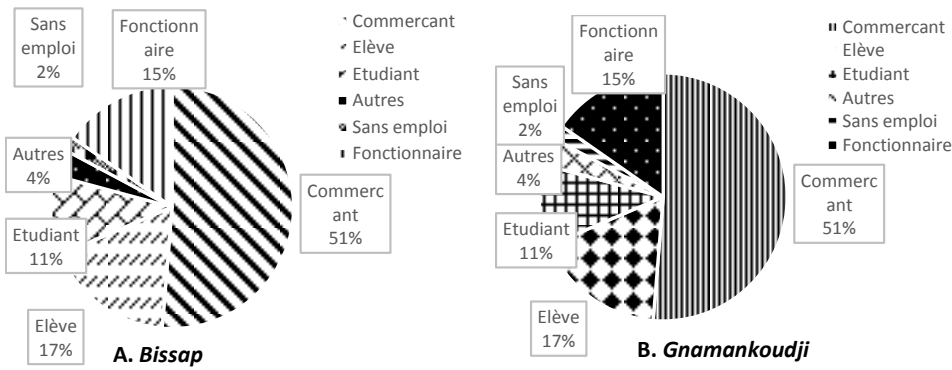 Sans
emploi
2%
Fonctionn
aire
15%
Autres
4%
Etudiant
11%
Elève
17%
Commerc
ant
51%
Commercant
Elève
Etudiant
Autres
Sans emploi
Fonctionnaire
A. Bissap
Fonctionn
aire
15%
Sans
emploi
2%
Autres
4%
Etudiant
11%
Elève
17%
Commerc
ant
51%
Commercant
Elève
Etudiant
Autres
Sans emploi
Fonctionnaire
B. Gnamankoudji